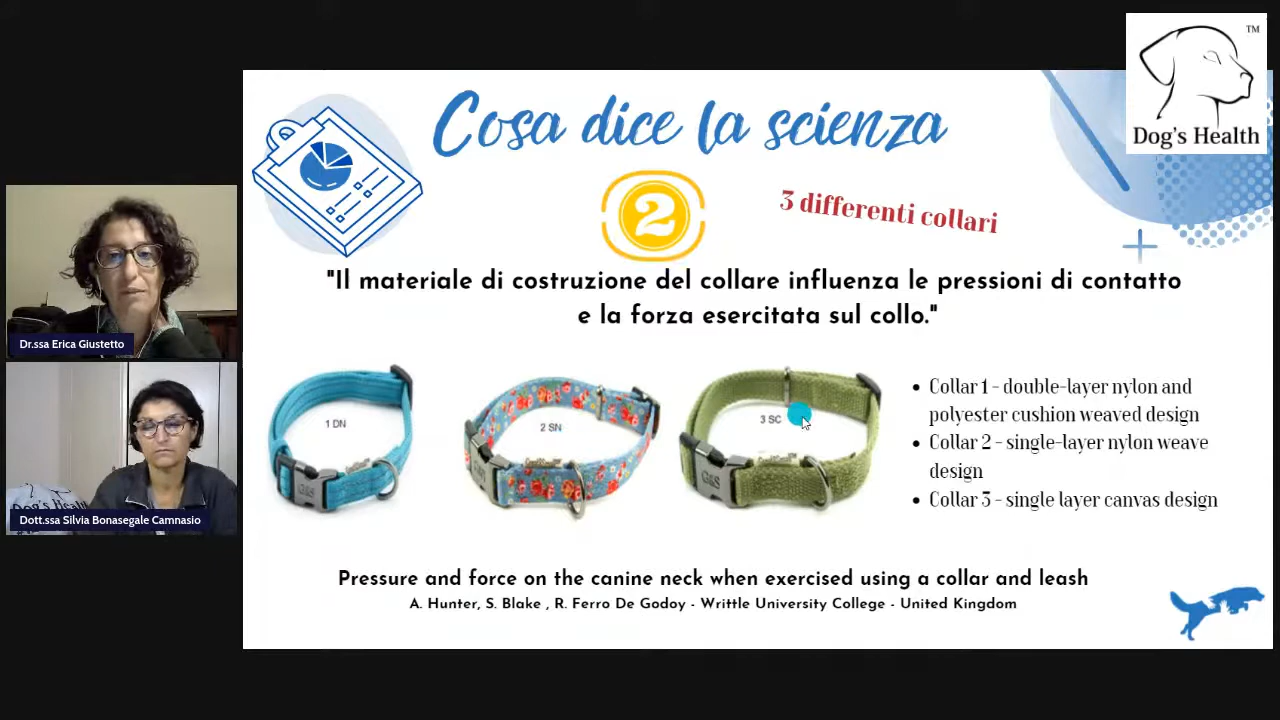 Cosa dice la scienza
TM
Dog's Health
2
3 differenti collari
"Il materiale di costruzione del collare influenza le pressioni di contatto
e la forza esercitata sul collo."
Dr.ssa Erica Giustetto
Dott.ssa Silvia Bonasegale Camnasio
1 DN
2 SN
3 SC
G&S
• Collar 1 - double-layer nylon and
polyester cushion weaved design
• Collar 2 - single-layer nylon weave
design
• Collar 3 - single layer canvas design
Pressure and force on the canine neck when exercised using a collar and leash
A. Hunter, S. Blake , R. Ferro De Godoy - Writtle University College - United Kingdom